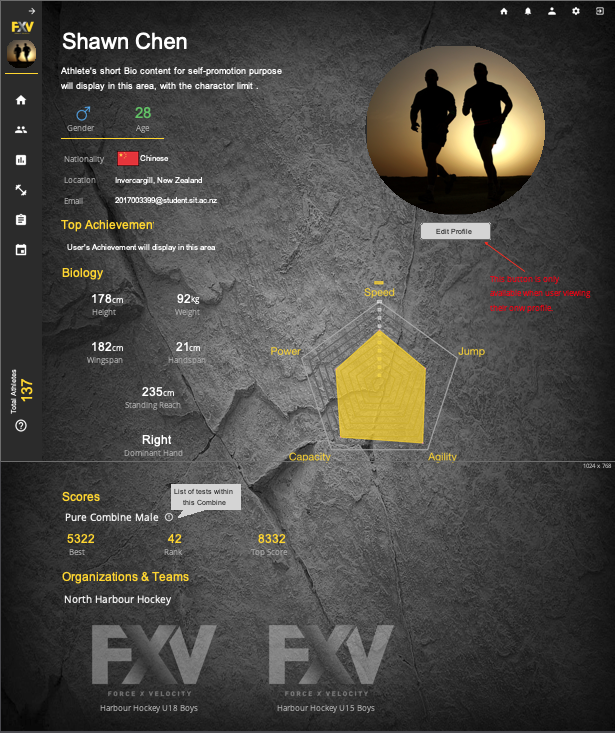 FXV
Shawn Chen
Athlete's short Bio content for self-promotion purpose
will display in this area, with the charactor limit .
28
Gender
Age
Nationality
Chinese
Location
Invercargill, New Zealand
Email
2017003399@student.sit.ac.nz
Edit Profile
Top Achievemen
User's Achievement will display in this area
Biology
178cm
92kg
Height
Weight
182cm
21cm
Wingspan
Handspan
235cm
Standing Reach
Right
Dominant Hand
Speed
Power
Jump
Capacity
Agility
Total Athletes
137
1024 x 768
Scores
List of tests within
this Combine
Pure Combine Male
5322
42
8332
Best
Rank
Top Score
Organizations & Teams
North Harbour Hockey
FXV
FORCE X VELOCITY
FXV
FORCE X VELOCITY
Harbour Hockey U18 Boys
Harbour Hockey U15 Boys